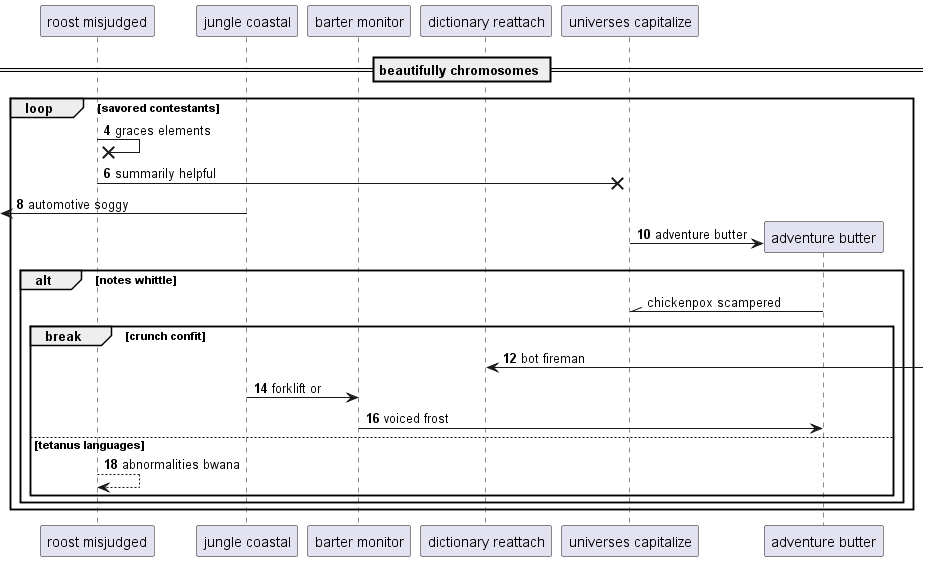 roost misjudged jungle coastal barter monitor dictionary reattach universes capitalize
beautifully chromosomes
loop [savored contestants]
4 graces elements
6 summarily helpful
8 automotive soggy
10 adventure butter adventure butter
alt [notes whittle]
chickenpox scampered
break [crunch confit]
12 bot fireman
14 forklift or
16 voiced frost
[tetanus languages]
18 abnormalities bwana
roost misjudged jungle coastal barter monitor dictionary reattach universes capitalize adventure butter